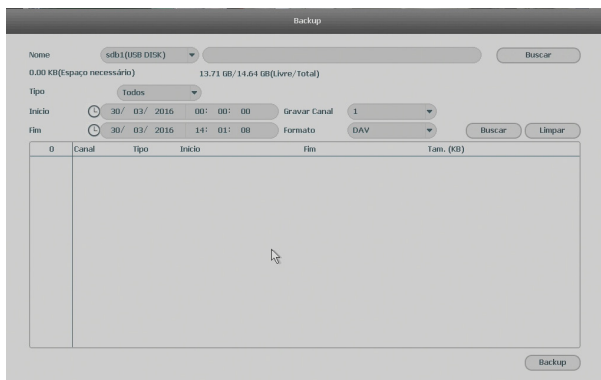 Backup
Nome sdb1(USB DISK) Buscar
0.00 KB(Espaço necessário) 13.71 GB/14.64 GB(Livre/Total)
Tipo Todos
Início 30/ 03/ 2016 00: 00: 00 Gravar Canal 1
Fim 30/ 03/ 2016 14: 01: 08 Formato DAV Buscar Limpar
0 Canal Tipo Início Fim Tam. (KB)
Backup